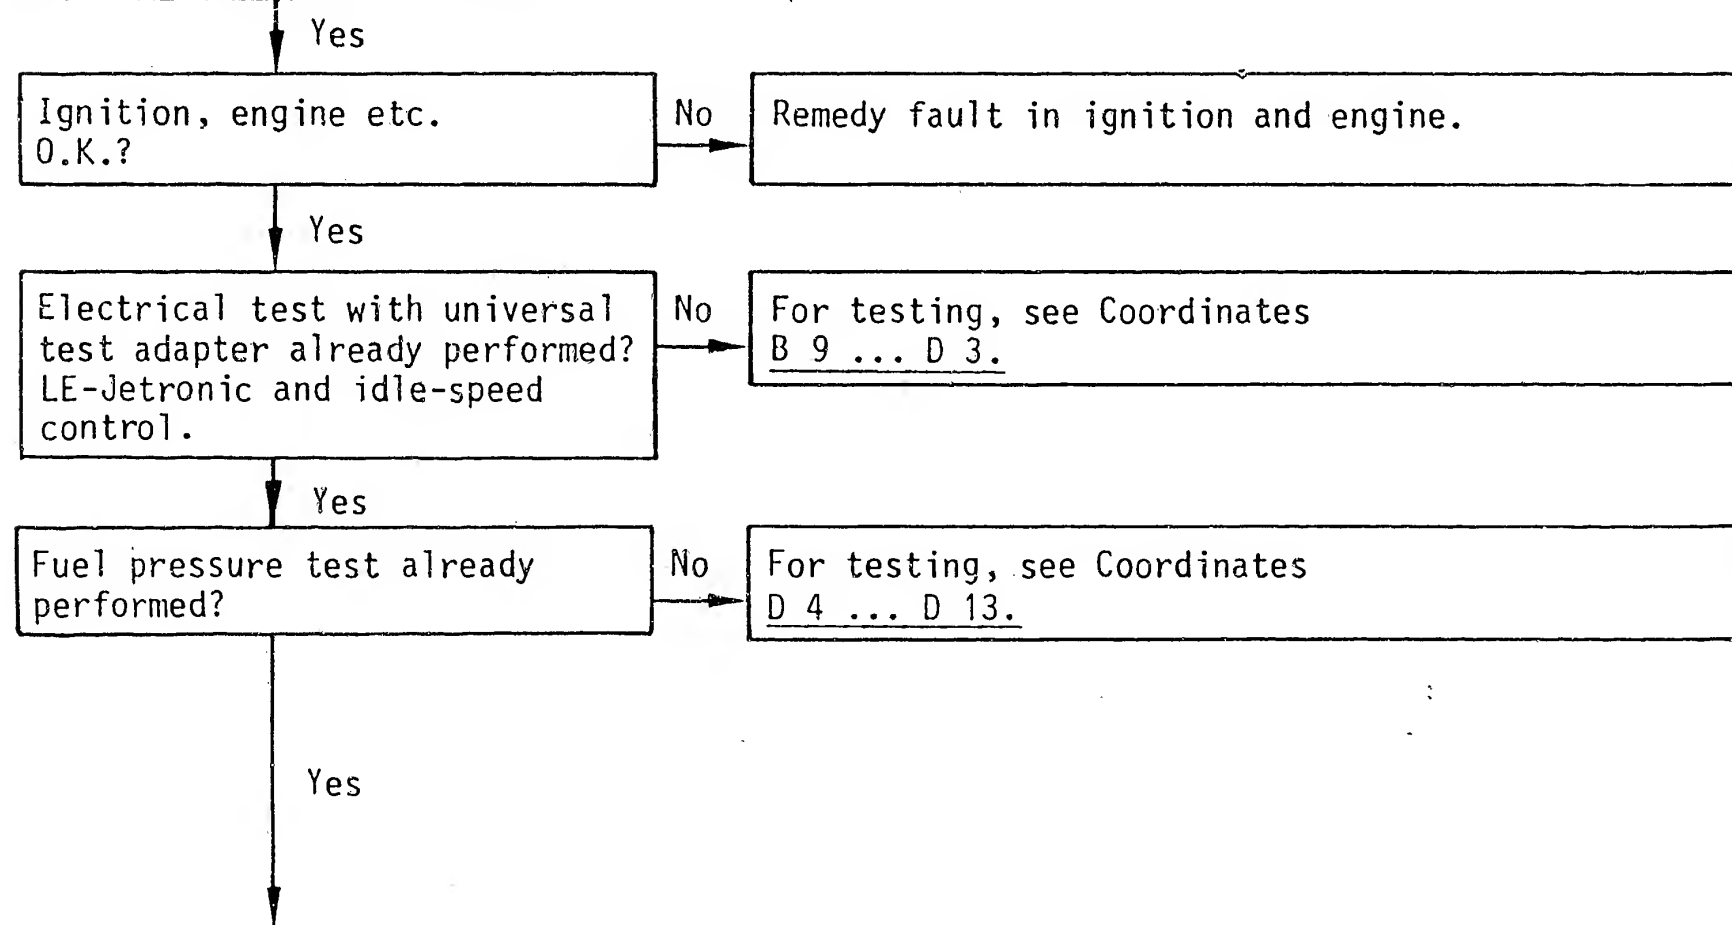 Yes
Ignition, engine etc.
O.K.?
No
Remedy fault in ignition and engine.
Yes
Electrical test with universal
test adapter already performed?
LE-Jetronic and idle-speed
control.
No
For testing, see Coordinates
B 9 ... D 3.
Yes
Fuel pressure test already
performed?
No
For testing, see Coordinates
D 4 ... D 13.
Yes